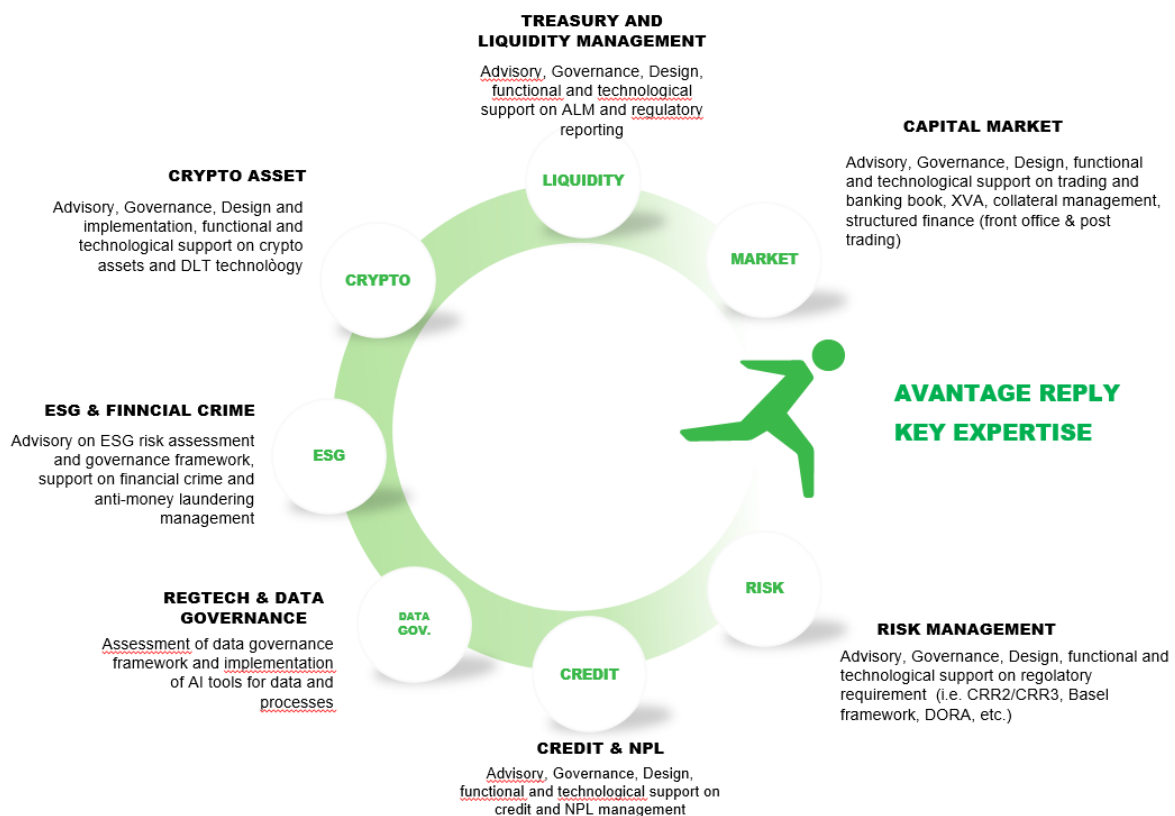 TREASURY AND
LIQUIDITY MANAGEMENT
Advisory, Governance, Design,
functional and technological
support on ALM and regulatory
reporting
LIQUIDITY
CAPITAL MARKET
Advisory, Governance, Design, functional
and technological support on trading and
banking book, XVA, collateral management,
structured finance (front office & post
trading)
MARKET
CRYPTO ASSET
Advisory, Governance, Design and
implementation, functional and
technological support on crypto
assets and DLT technolòogy
CRYPTO
AVANTAGE REPLY
KEY EXPERTISE
ESG & FINNCIAL CRIME
Advisory on ESG risk assessment
and governance framework,
support on financial crime and
anti-money laundering
management
ESG
REGTECH & DATA
GOVERNANCE
Assessment of data governance
framework and implementation
of AI tools for data and
processes
DATA
GOV.
RISK
RISK MANAGEMENT
Advisory, Governance, Design, functional and
technological support on regolatory
requirement  (i.e. CRR2/CRR3, Basel
framework, DORA, etc.)
CREDIT
CREDIT & NPL
Advisory, Governance, Design,
functional and technological support on
credit and NPL management